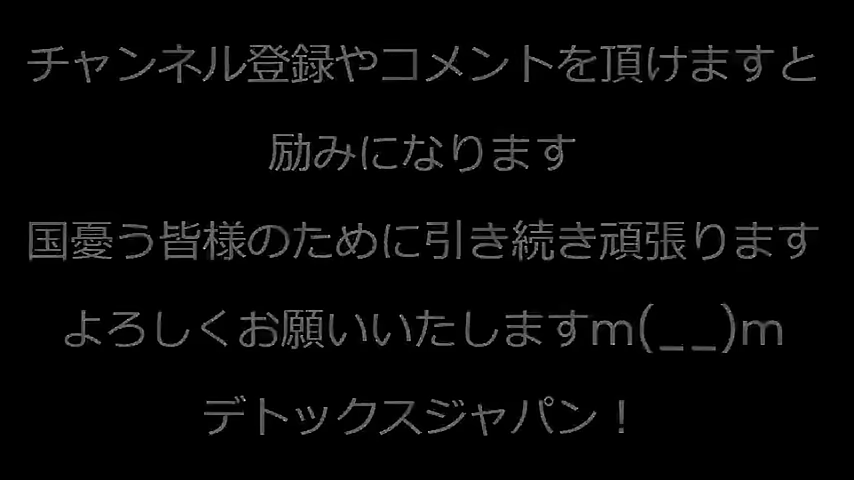 チャンネル登録やコメントを頂けますと
励みになります
国憂う皆様のために引き続き頑張ります
よろしくお願いいたしますm(__)m
デトックスジャパン！